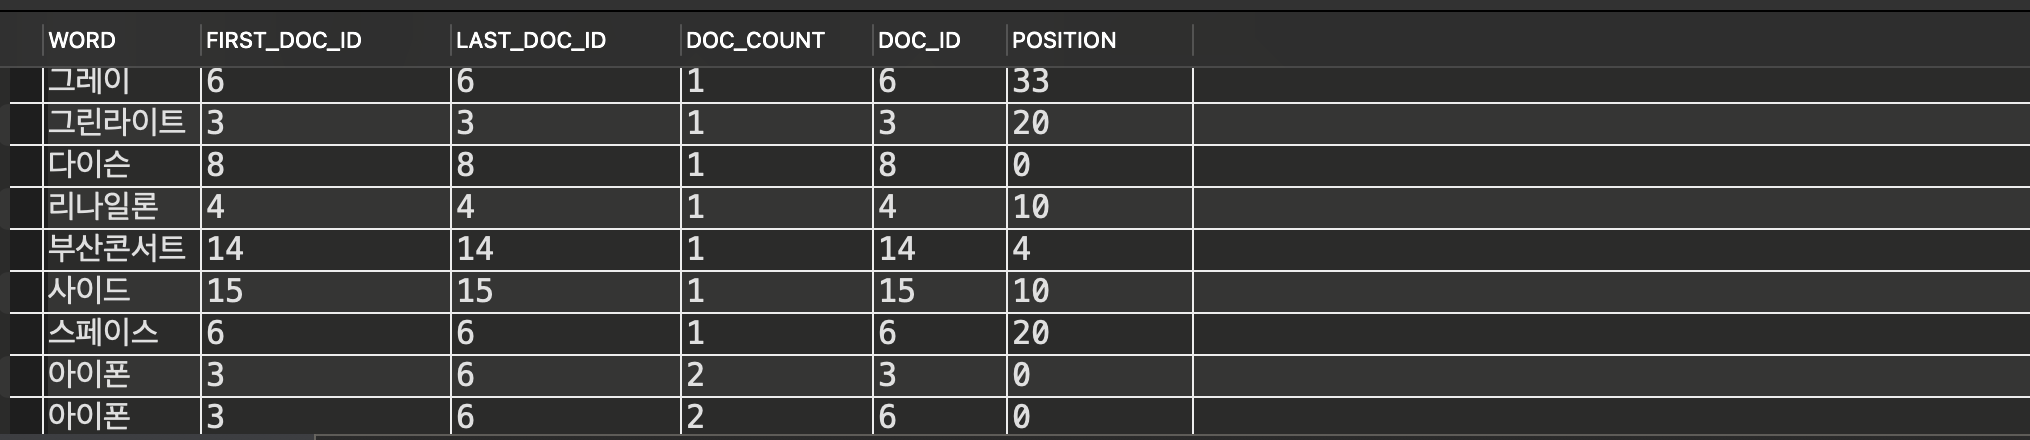 WORD FIRST_DOC_ID LAST_DOC_ID DOC_COUNT DOC_ID POSITION
그레이 6 6 1 6 33
그린라이트 3 3 1 3 20
다이슨 8 8 1 8 0
리나일론 4 4 1 4 10
부산콘서트 14 14 1 14 4
사이드 15 15 1 15 10
스페이스 6 6 1 6 20
아이폰 3 6 2 3 0
아이폰 3 6 2 6 0